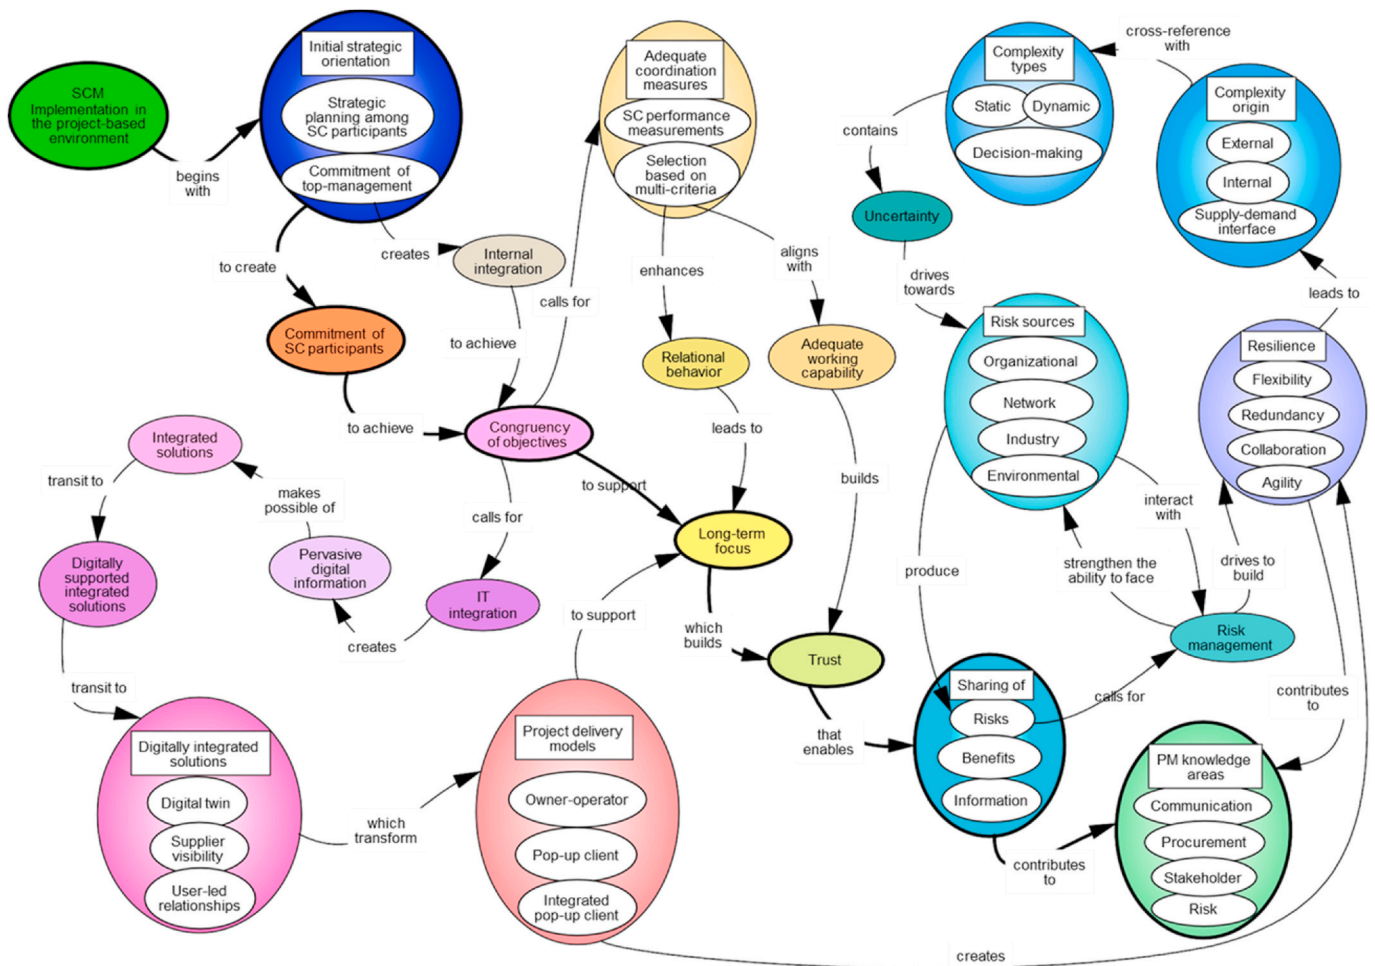 SCM
Implementation in
the project-based
environment
begins
with
Initial strategic
orientation
Strategic
planning among
SC participants
Commitment of
top-management
to create
creates
Internal
integration
Commitment of
SC participants
to achieve
to achieve
Congruency
of objectives
calls for
Adequate
coordination
measures
SC performance
measurements
Selection
based on
multi-criteria
enhances
aligns
with
Relational
behavior
Adequate
working
capability
leads to
builds
to support
Long-term
focus
calls for
IT
integration
creates
Pervasive
digital
information
makes
possible of
Integrated
solutions
transit to
Digitally
supported
integrated
solutions
transit to
Digitally integrated
solutions
Digital twin
Supplier
visibility
User-led
relationships
which
transform
Project delivery
models
Owner-operator
Pop-up client
Integrated
pop-up client
to support
which
builds
Trust
that
enables
Sharing of
Risks
Benefits
Information
contributes
to
PM knowledge
areas
Communication
Procurement
Stakeholder
Risk
calls for
Risk
management
drives to
build
strengthen the
ability to face
interact
with
produce
Risk sources
Organizational
Network
Industry
Environmental
drives
towards
Uncertainty
contains
Complexity
types
Static
Dynamic
Decision-making
cross-reference
with
Complexity
origin
External
Internal
Supply-demand
interface
leads to
Resilience
Flexibility
Redundancy
Collaboration
Agility
contributes
to
creates